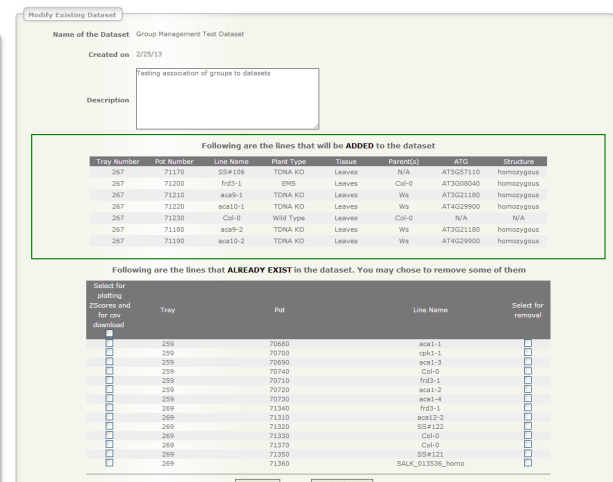 Modify Existing Dataset
Name of the Dataset Group Management Test Dataset
Created on 2/25/13
Description Testing association of groups to datasets
Following are the lines that will be ADDED to the dataset
Tray Number Pot Number Line Name Plant Type Tissue Parent(s) ATG Structure
267 71170 SS#106 TDNA KO Leaves N/A AT5G57110 homozygous
267 71200 frd3-1 EMS Leaves Col-0 AT3G08040 homozygous
267 71210 aca9-1 TDNA KO Leaves Ws AT3G21180 homozygous
267 71220 aca10-1 TDNA KO Leaves Ws AT4G29900 homozygous
267 71230 Col-0 Wild Type Leaves Col-0 N/A N/A
267 71180 aca9-2 TDNA KO Leaves Ws AT3G21180 homozygous
267 71190 aca10-2 TDNA KO Leaves Ws AT4G29900 homozygous
Following are the lines that ALREADY EXIST in the dataset. You may chose to remove some of them
Select for plotting ZScores and for csv download Tray Pot Line Name Select for removal
259 70680 aca1-1
259 70700 cpk1-1
259 70690 aca1-3
259 70740 Col-0
259 70710 frd3-1
259 70720 aca1-2
259 70730 aca1-4
269 71340 frd3-1
269 71310 aca12-2
269 71320 SS#122
269 71330 Col-0
269 71370 Col-0
269 71350 SS#121
269 71360 SALK_013536_homo